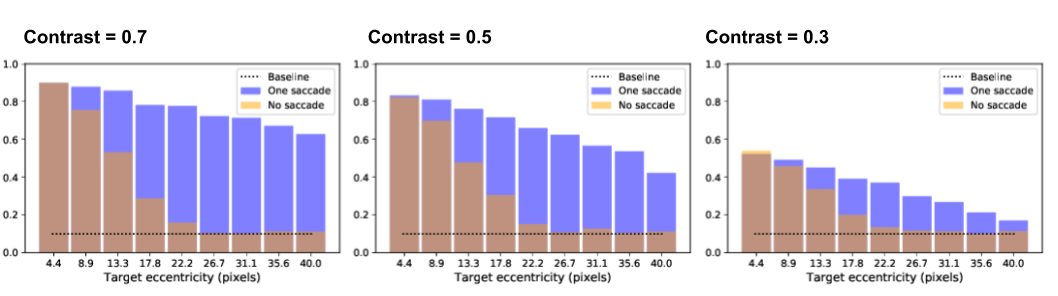 Contrast = 0.7
1.0
0.8
0.6
0.4
0.2
0.0
Baseline
One saccade
No saccade
4.4 8.9 13.3 17.8 22.2 26.7 31.1 35.6 40.0
Target eccentricity (pixels)
Contrast = 0.5
1.0
0.8
0.6
0.4
0.2
0.0
Baseline
One saccade
No saccade
4.4 8.9 13.3 17.8 22.2 26.7 31.1 35.6 40.0
Target eccentricity (pixels)
Contrast = 0.3
1.0
0.8
0.6
0.4
0.2
0.0
Baseline
One saccade
No saccade
4.4 8.9 13.3 17.8 22.2 26.7 31.1 35.6 40.0
Target eccentricity (pixels)